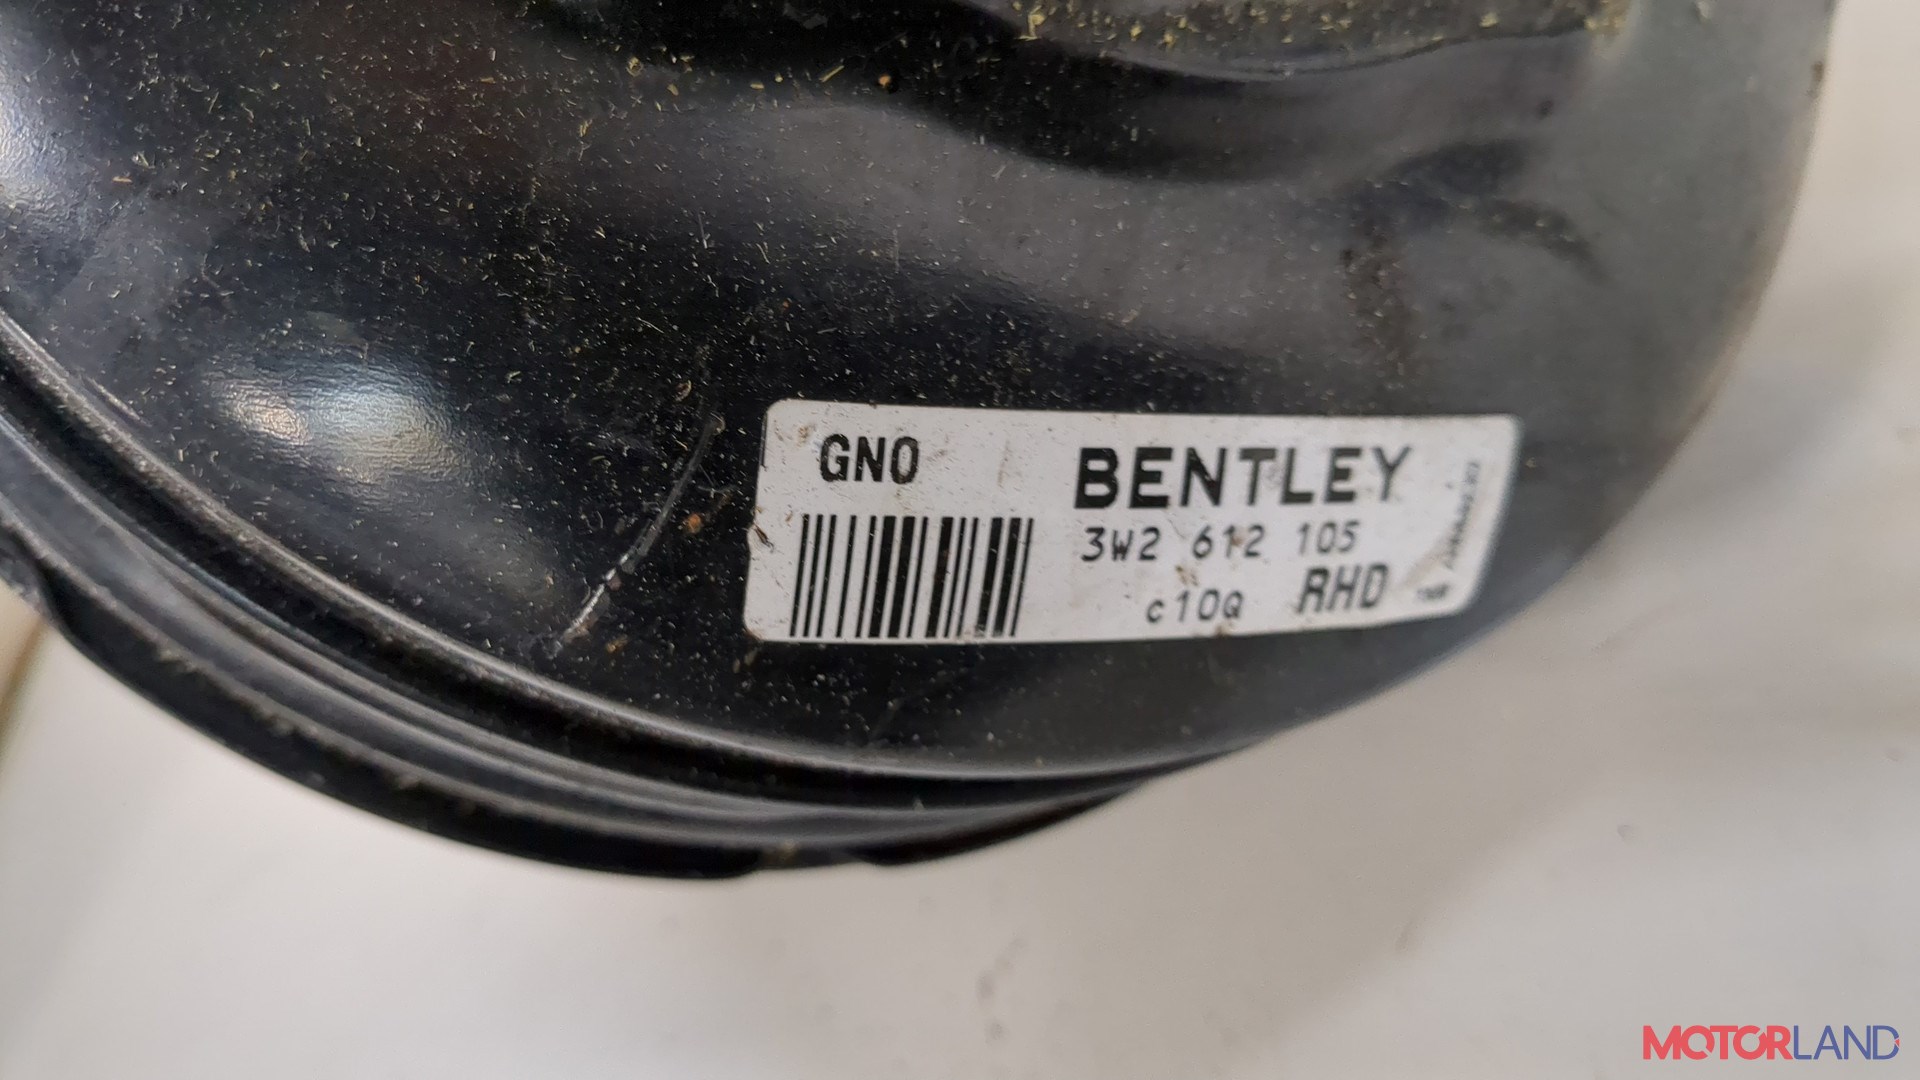 GNO
BENTLEY
3W2 612 105
c10Q RHD
MOTORLAND